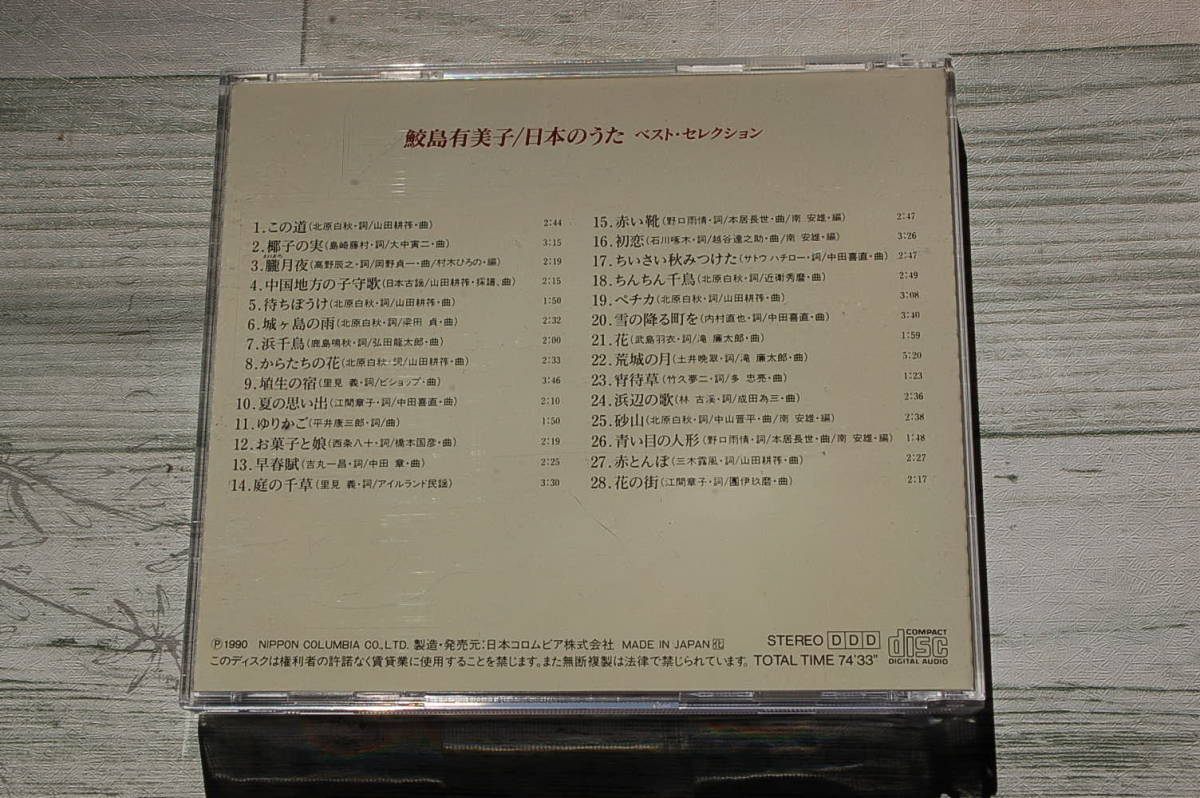 鮫島有美子/日本のうた ベスト・セレクション
1.この道(北原白秋・詞/山田耕筰・曲) 2:44
2.椰子の実(島崎藤村・詞/大中寅二・曲) 3:15
3.朧月夜(高野辰之・詞/岡野貞一・曲/村木ひろの・編) 2:19
4.中国地方の子守歌(日本古謡/山田耕筰・採譜、曲) 2:15
5.待ちぼうけ(北原白秋・詞/山田耕筰・曲) 1:50
6.城ヶ島の雨(北原白秋・詞/梁田 貞・曲) 2:32
7.浜千鳥(鹿島鳴秋・詞/弘田龍太郎・曲) 2:00
8.からたちの花(北原白秋・詞/山田耕筰・曲) 2:33
9.埴生の宿(里見 義・詞/ビショップ・曲) 3:46
10.夏の思い出(江間章子・詞/中田喜直・曲) 2:10
11.ゆりかご(平井康三郎・詞/曲) 1:50
12.お菓子と娘(西条八十・詞/橋本国彦・曲) 2:19
13.早春賦(吉丸一昌・詞/中田 章・曲) 2:25
14.庭の千草(里見 義・詞/アイルランド民謡) 3:30
15.赤い靴(野口雨情・詞/本居長世・曲/南 安雄・編) 2:47
16.初恋(石川啄木・詞/越谷達之助・曲/南 安雄・編) 3:26
17.ちいさい秋みつけた(サトウ ハチロー・詞/中田喜直・曲) 2:47
18.ちんちん千鳥(北原白秋・詞/近衛秀麿・曲) 2:49
19.ペチカ(北原白秋・詞/山田耕筰・曲) 3:08
20.雪の降る町を(内村直也・詞/中田喜直・曲) 3:40
21.花(武島羽衣・詞/滝 廉太郎・曲) 1:59
22.荒城の月(土井晩翠・詞/滝 廉太郎・曲) 5:20
23.宵待草(竹久夢二・詞/多 忠亮・曲) 1:23
24.浜辺の歌(林 古渓・詞/成田為三・曲) 2:36
25.砂山(北原白秋・詞/中山晋平・曲/南 安雄・編) 2:38
26.青い目の人形(野口雨情・詞/本居長世・曲/南 安雄・編) 1:48
27.赤とんぼ(三木露風・詞/山田耕筰・曲) 2:27
28.花の街(江間章子・詞/團伊玖磨・曲) 2:17
Ⓟ1990 NIPPON COLUMBIA CO.,LTD. 製造・発売元:日本コロムビア株式会社 MADE IN JAPAN
このディスクは権利者の許諾なく賃貸業に使用することを禁じます。また無断複製は法律で禁じられています。
STEREO DDD
TOTAL TIME 74'33"
COMPACT
disc
DIGITAL AUDIO